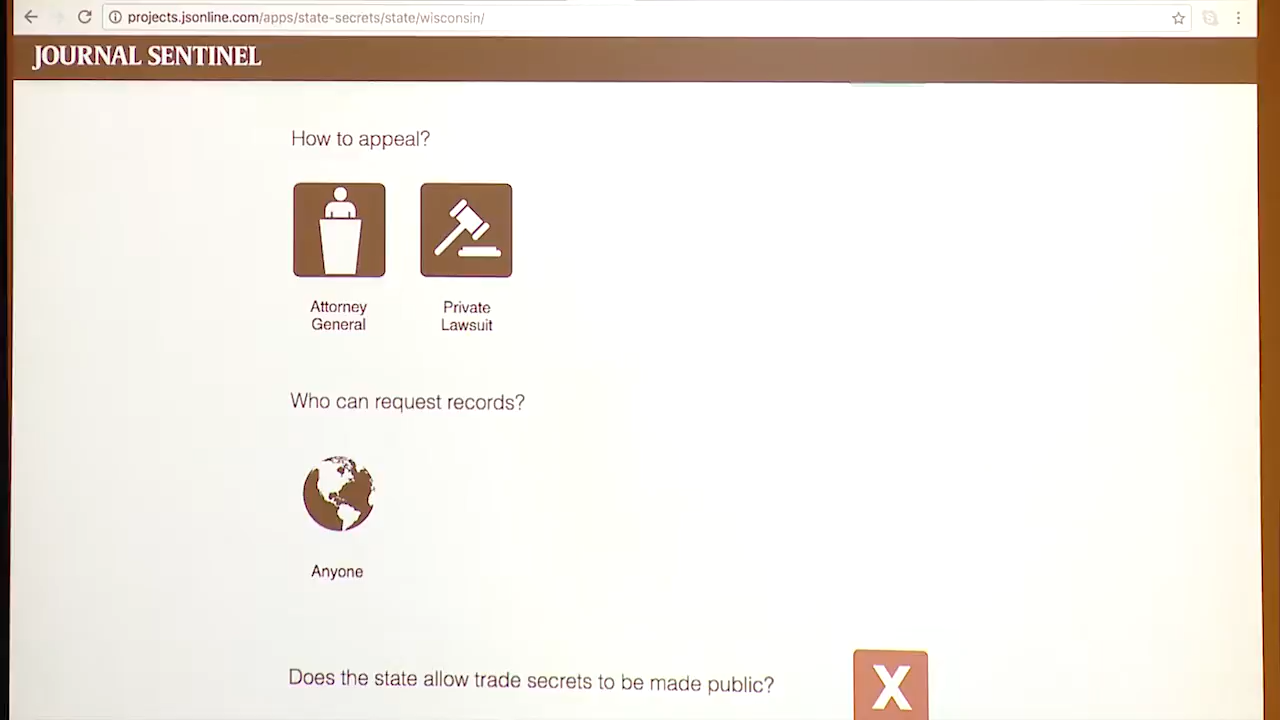 projects.jsonline.com/apps/state-secrets/state/wisconsin/
JOURNAL SENTINEL
How to appeal?
Attorney
General
Private
Lawsuit
Who can request records?
Anyone
Does the state allow trade secrets to be made public?
X